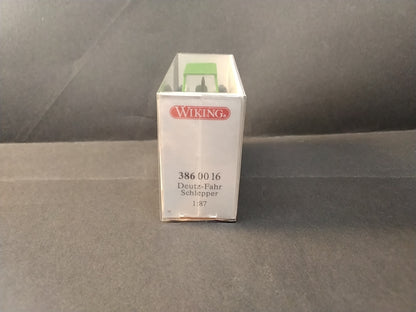 WIKING
386 00 16
Deutz-Fahr
Schlepper
1:87